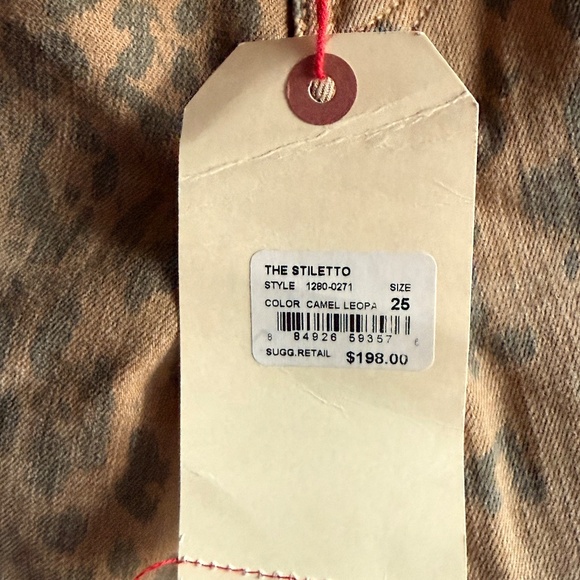 THE STILETTO
STYLE 1280-0271 SIZE
COLOR CAMEL LEOPA 25
8 84926 59357 6
SUGG.RETAIL $198.00